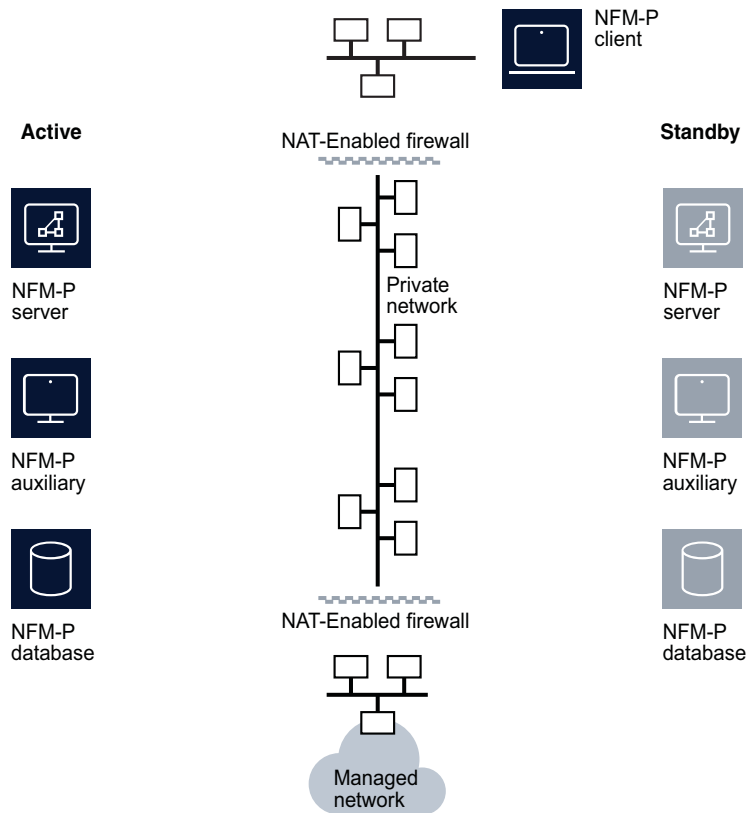 NFM-P
client
Active
Standby
NAT-Enabled firewall
NFM-P
server
NFM-P
server
Private
network
NFM-P
auxiliary
NFM-P
auxiliary
NFM-P
database
NFM-P
database
NAT-Enabled firewall
Managed
network